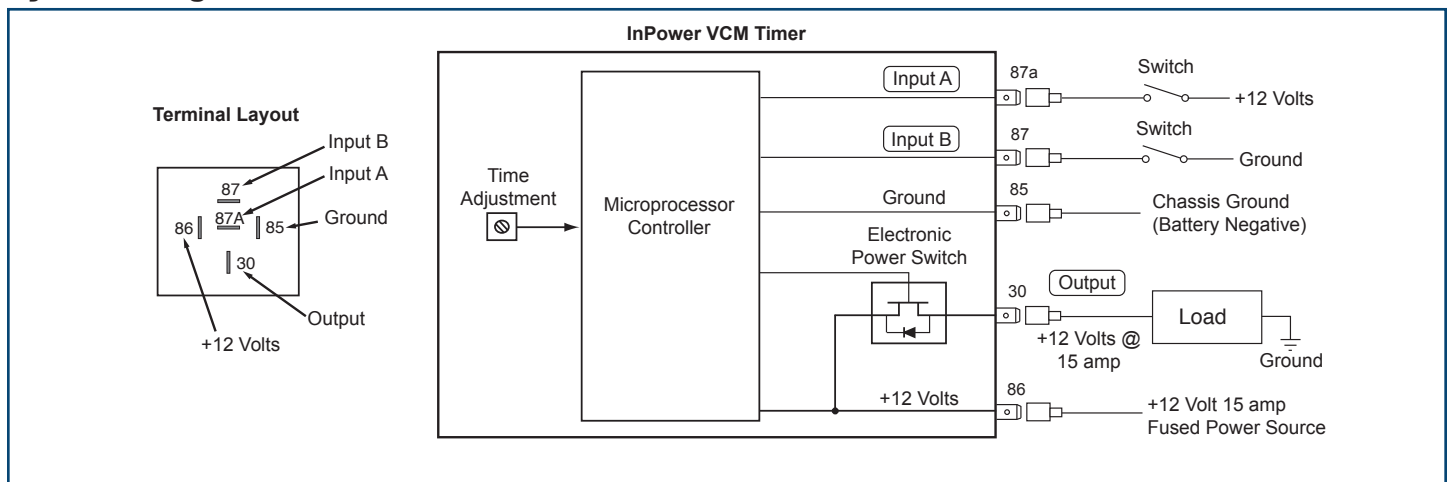 InPower VCM Timer
Terminal Layout
Input B
Input A
Ground
Output
+12 Volts
87
87A
86
85
30
Time
Adjustment
Microprocessor
Controller
Input A
87a
Switch
+12 Volts
Input B
87
Switch
Ground
Ground
85
Chassis Ground
(Battery Negative)
Electronic
Power Switch
30
Output
+12 Volts @
15 amp
Load
Ground
+12 Volts
86
+12 Volt 15 amp
Fused Power Source